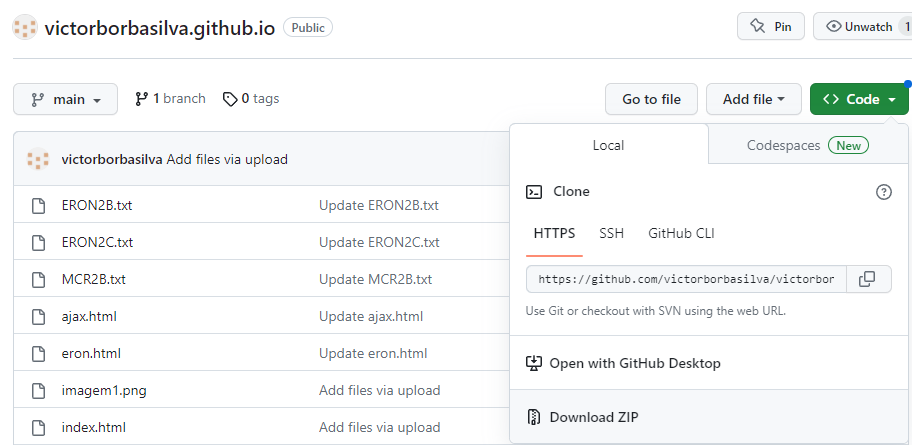 victorborbasilva.github.io Public Pin Unwatch 1
main 1 branch 0 tags Go to file Add file Code
victorborbasilva Add files via upload
ERON2B.txt Update ERON2B.txt
ERON2C.txt Update ERON2C.txt
MCR2B.txt Update MCR2B.txt
ajax.html Update ajax.html
eron.html Update eron.html
imagem1.png Add files via upload
index.html Add files via upload
Local Codespaces New
Clone
HTTPS SSH GitHub CLI
https://github.com/victorborbasilva/victorbor
Use Git or checkout with SVN using the web URL.
Open with GitHub Desktop
Download ZIP